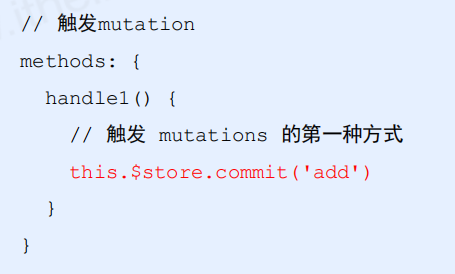 // 触发mutation
methods: {
  handle1() {
    // 触发 mutations 的第一种方式
    this.$store.commit('add')
  }
}